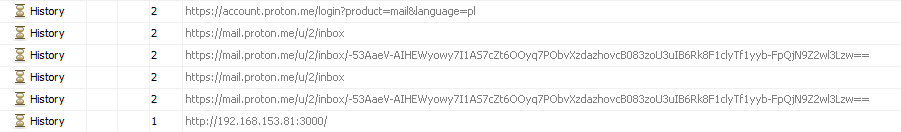 History 2 https://account.proton.me/login?product=mail&language=pl
History 2 https://mail.proton.me/u/2/inbox
History 2 https://mail.proton.me/u/2/inbox/-53AaeV-AIHEWyowy7I1AS7cZt6OOyq7PObvXzdazhovcB083zoU3uIB6Rk8F1clyTf1yyb-FpQjN9Z2wl3Lzw==
History 2 https://mail.proton.me/u/2/inbox
History 2 https://mail.proton.me/u/2/inbox/-53AaeV-AIHEWyowy7I1AS7cZt6OOyq7PObvXzdazhovcB083zoU3uIB6Rk8F1clyTf1yyb-FpQjN9Z2wl3Lzw==
History 1 http://192.168.153.81:3000/